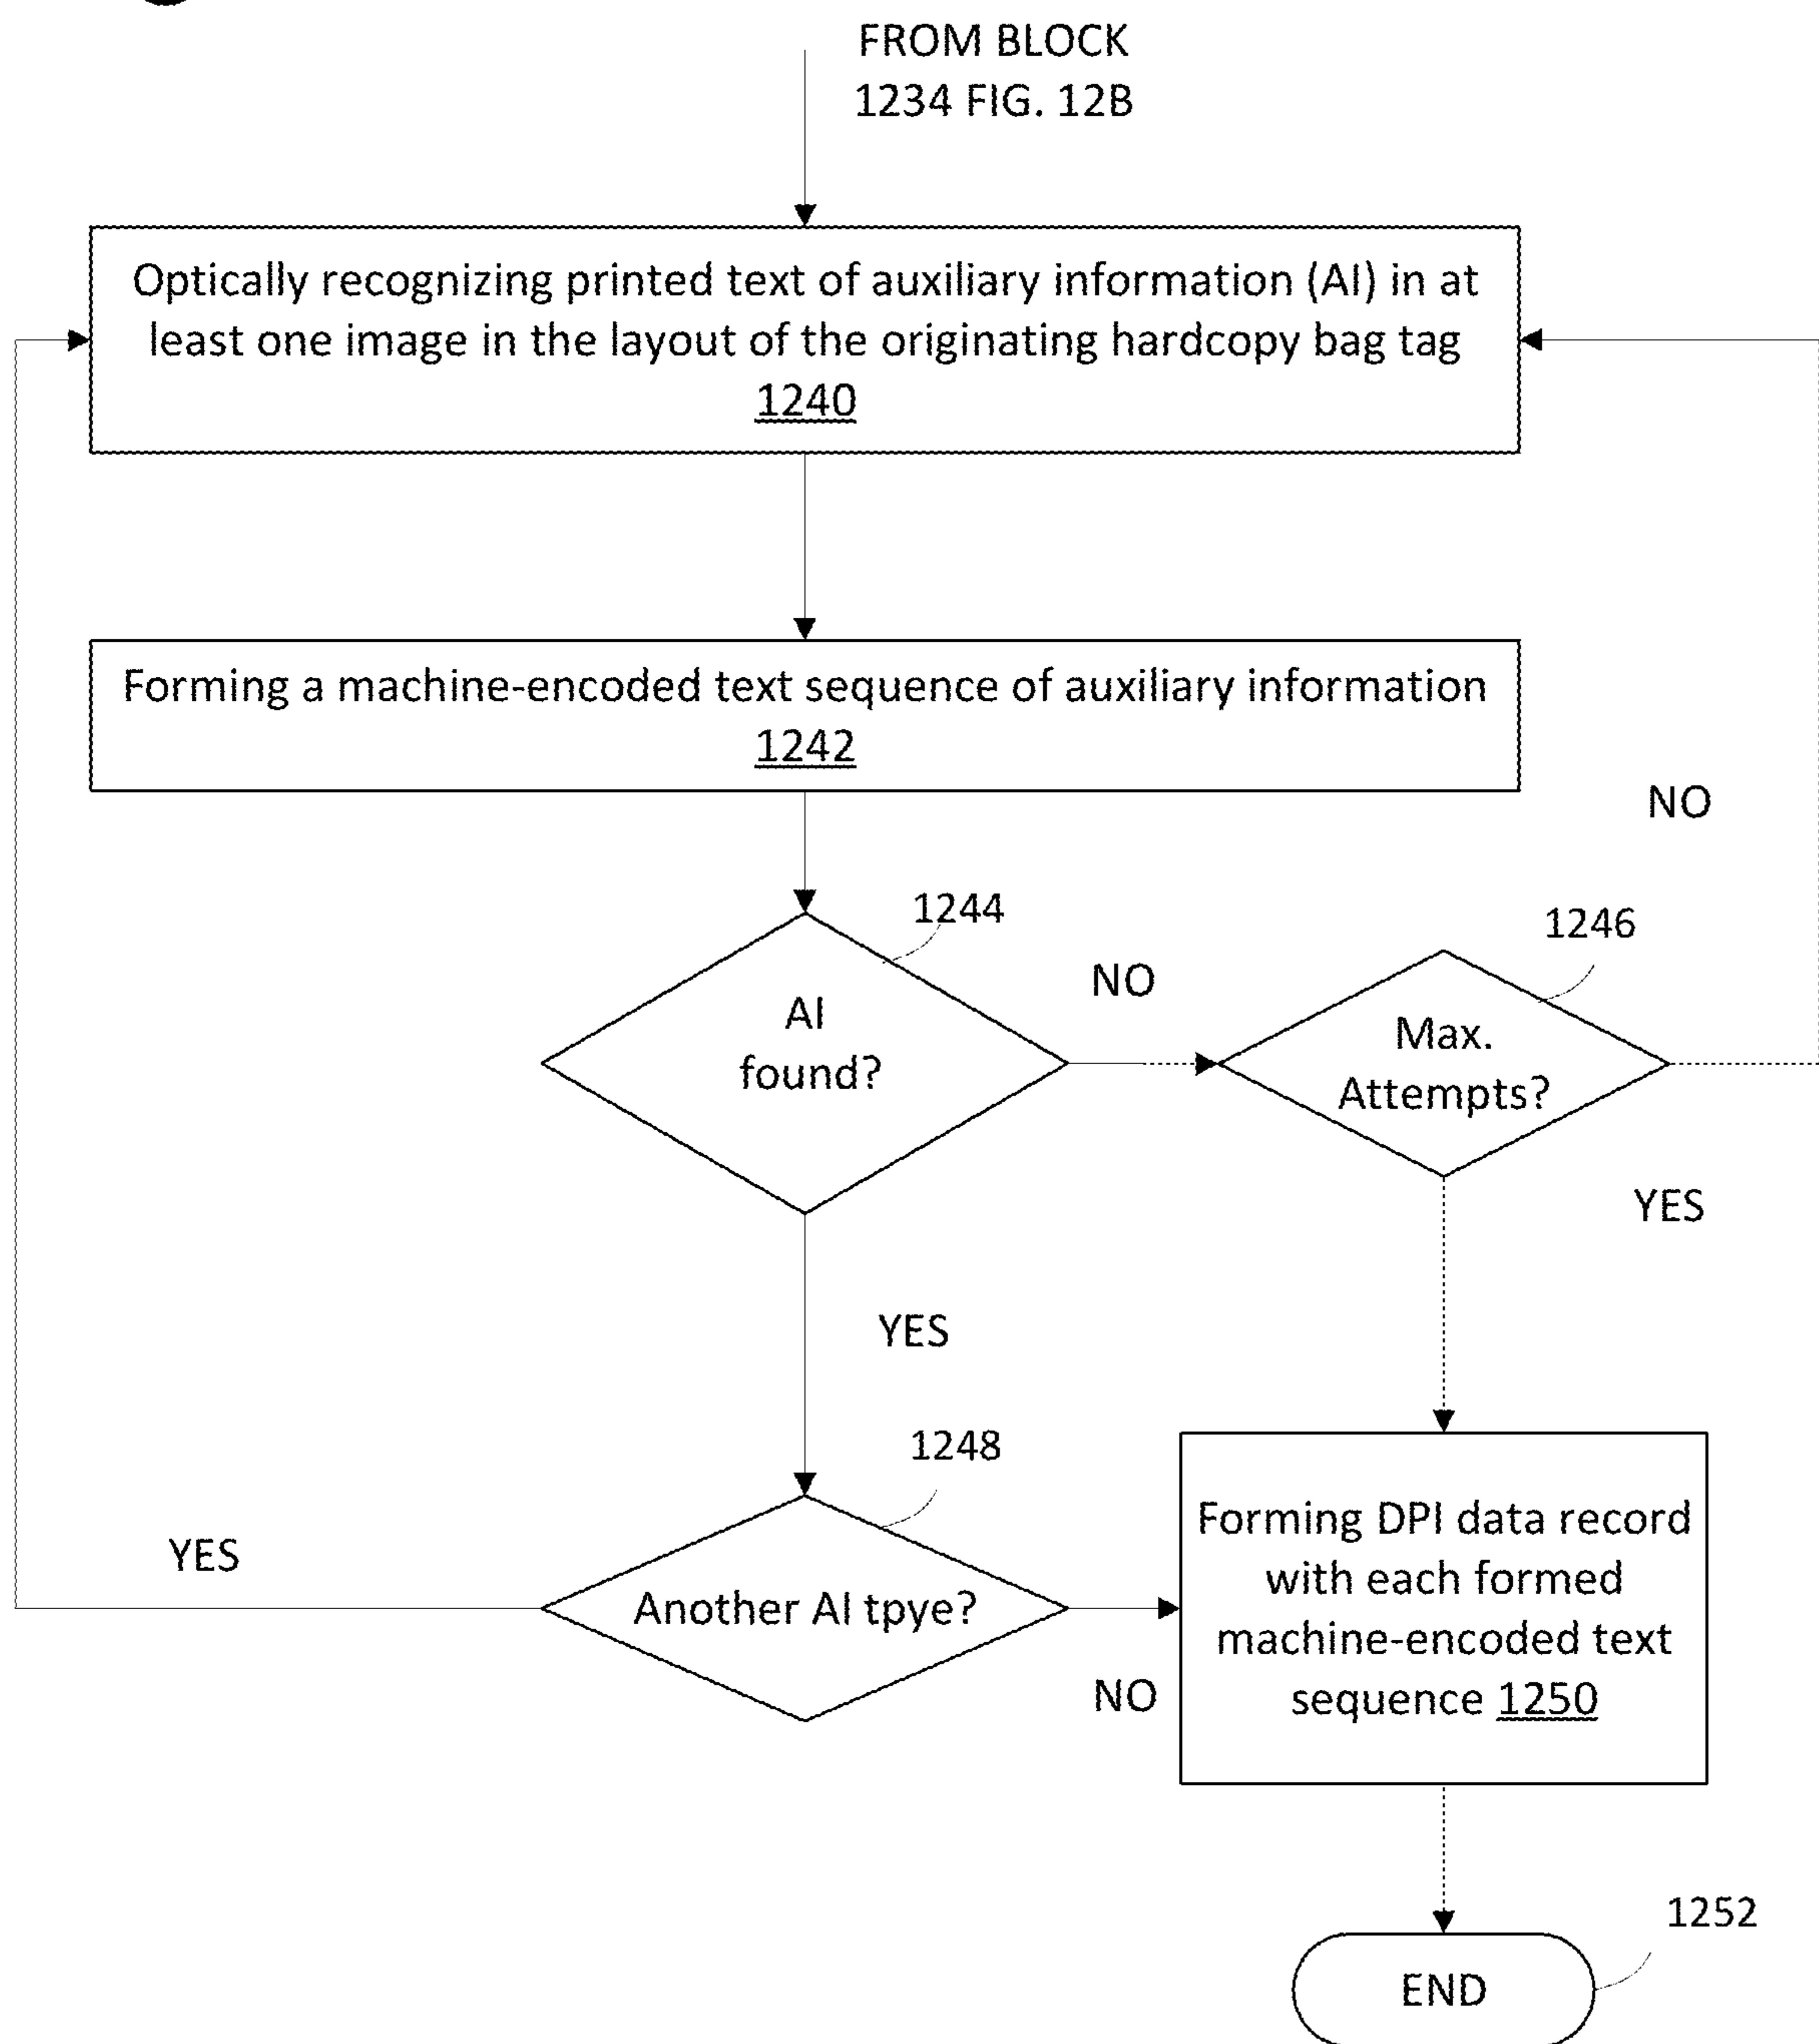 FROM BLOCK
1234 FIG. 12B
Optically recognizing printed text of auxiliary information (AI) in at
least one image in the layout of the originating hardcopy bag tag
1240
Forming a machine-encoded text sequence of auxiliary information
1242
NO
1244
1246
NO
AI
found?
Max.
Attempts?
YES
YES
1248
Forming DPI data record
with each formed
machine-encoded text
sequence 1250
YES
Another AI tpye?
NO
1252
END